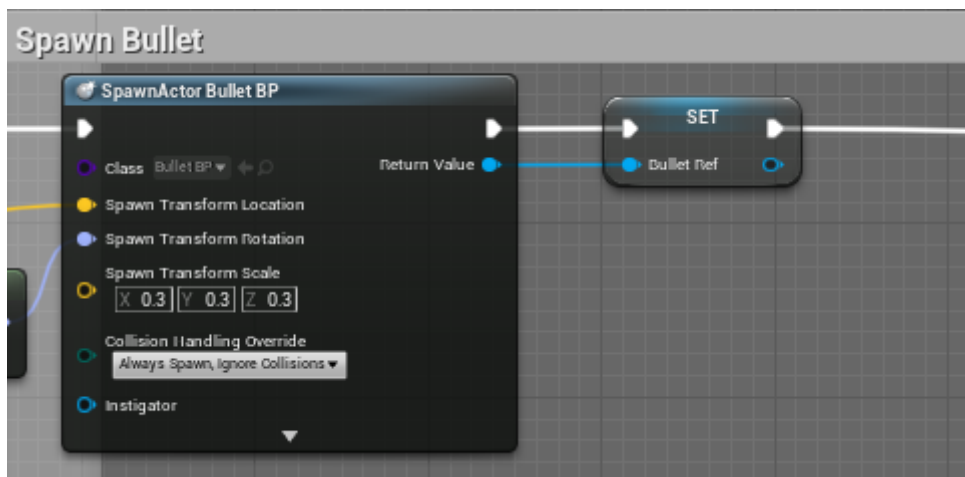 Spawn Bullet
SpawnActor Bullet BP
SET
Class Bullet BP
Return Value
Bullet Ref
Spawn Transform Location
Spawn Transform Rotation
Spawn Transform Scale
X 0.3 Y 0.3 Z 0.3
Collision Handling Override
Always Spawn, Ignore Collisions
Instigator